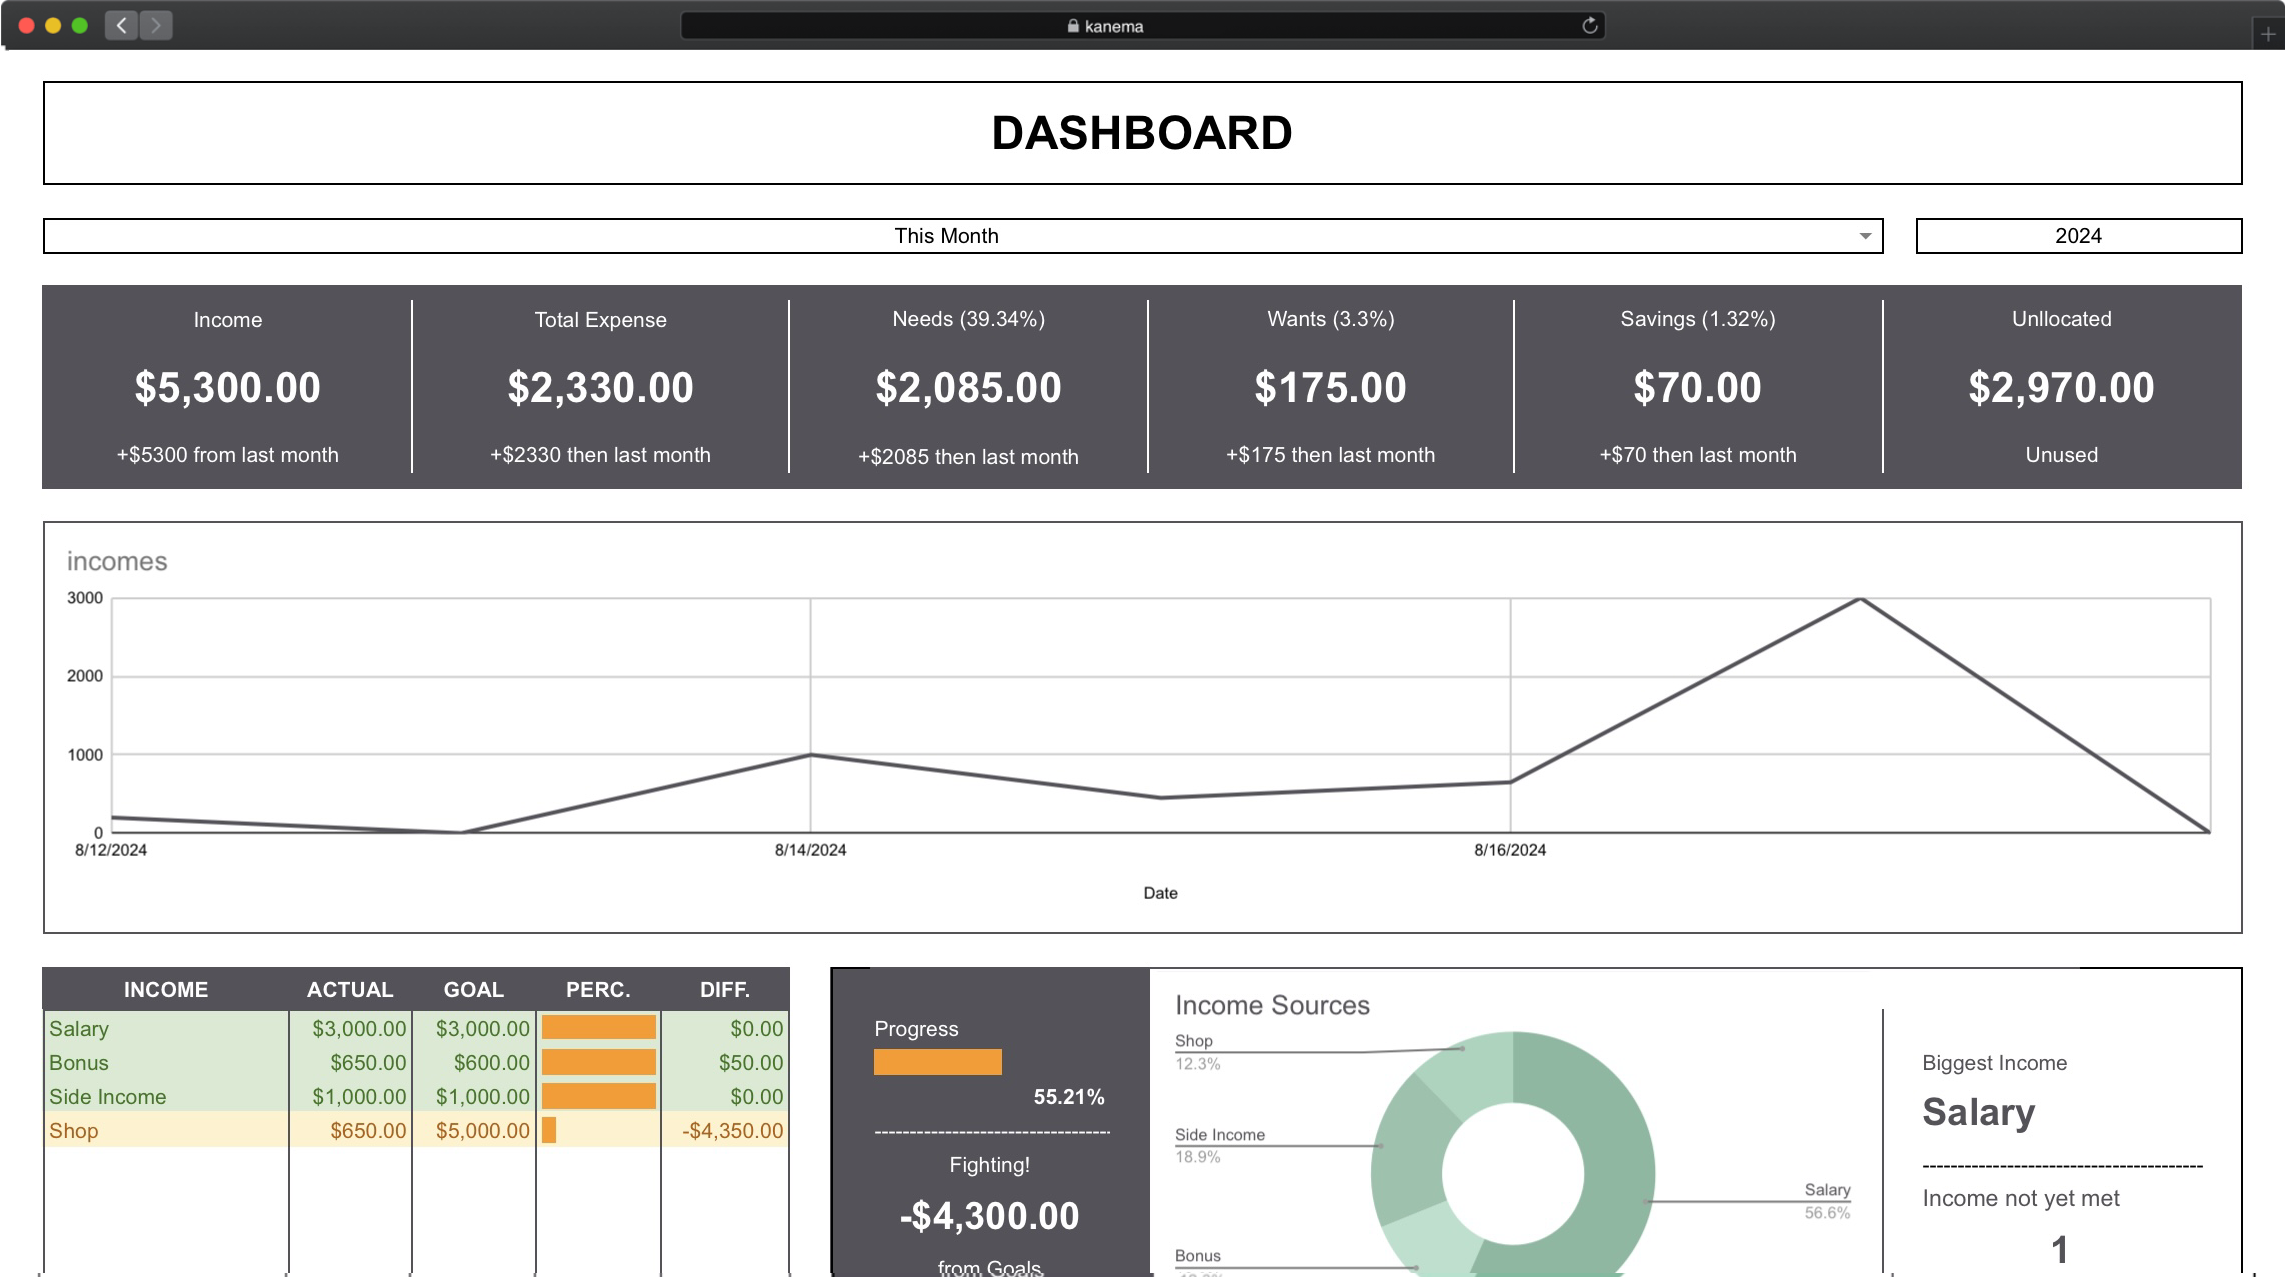 kanema
DASHBOARD
This Month
2024
Income
$5,300.00
+$5300 from last month
Total Expense
$2,330.00
+$2330 then last month
Needs (39.34%)
$2,085.00
+$2085 then last month
Wants (3.3%)
$175.00
+$175 then last month
Savings (1.32%)
$70.00
+$70 then last month
Unllocated
$2,970.00
Unused
incomes
3000
2000
1000
0
8/12/2024
8/14/2024
8/16/2024
Date
INCOME ACTUAL GOAL PERC. DIFF.
Salary $3,000.00 $3,000.00 $0.00
Bonus $650.00 $600.00 $50.00
Side Income $1,000.00 $1,000.00 $0.00
Shop $650.00 $5,000.00 -$4,350.00
Progress
55.21%
-----------------------------------
Fighting!
-$4,300.00
from Goals
Income Sources
Shop
12.3%
Side Income
18.9%
Bonus
Salary
56.6%
Biggest Income
Salary
----------------------------------------
Income not yet met
1